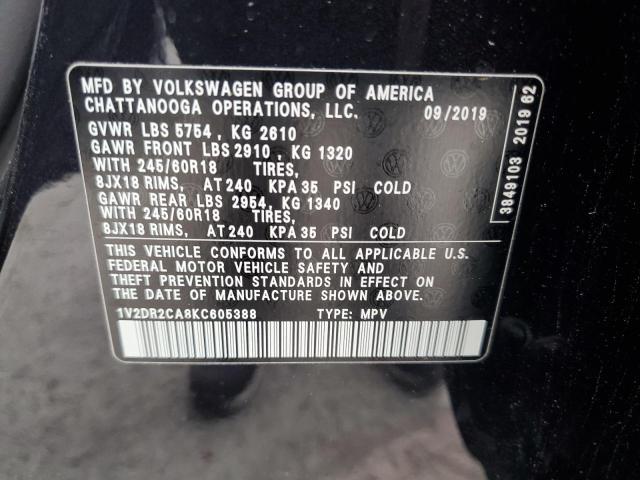 MFD BY VOLKSWAGEN GROUP OF AMERICA
CHATTANOOGA OPERATIONS, LLC. 09/2019
GVWR LBS 5754 , KG 2610
GAWR FRONT LBS 2910 , KG 1320
WITH 245/60R18 TIRES,
8JX18 RIMS, AT 240 KPA 35 PSI COLD
GAWR REAR LBS 2954, KG 1340
WITH 245/60R18 TIRES,
8JX18 RIMS, AT 240 KPA 35 PSI COLD
THIS VEHICLE CONFORMS TO ALL APPLICABLE U.S.
FEDERAL MOTOR VEHICLE SAFETY AND
THEFT PREVENTION STANDARDS IN EFFECT ON
THE DATE OF MANUFACTURE SHOWN ABOVE.
1V2DR2CA8KC605388 TYPE: MPV
3849103 2019 62